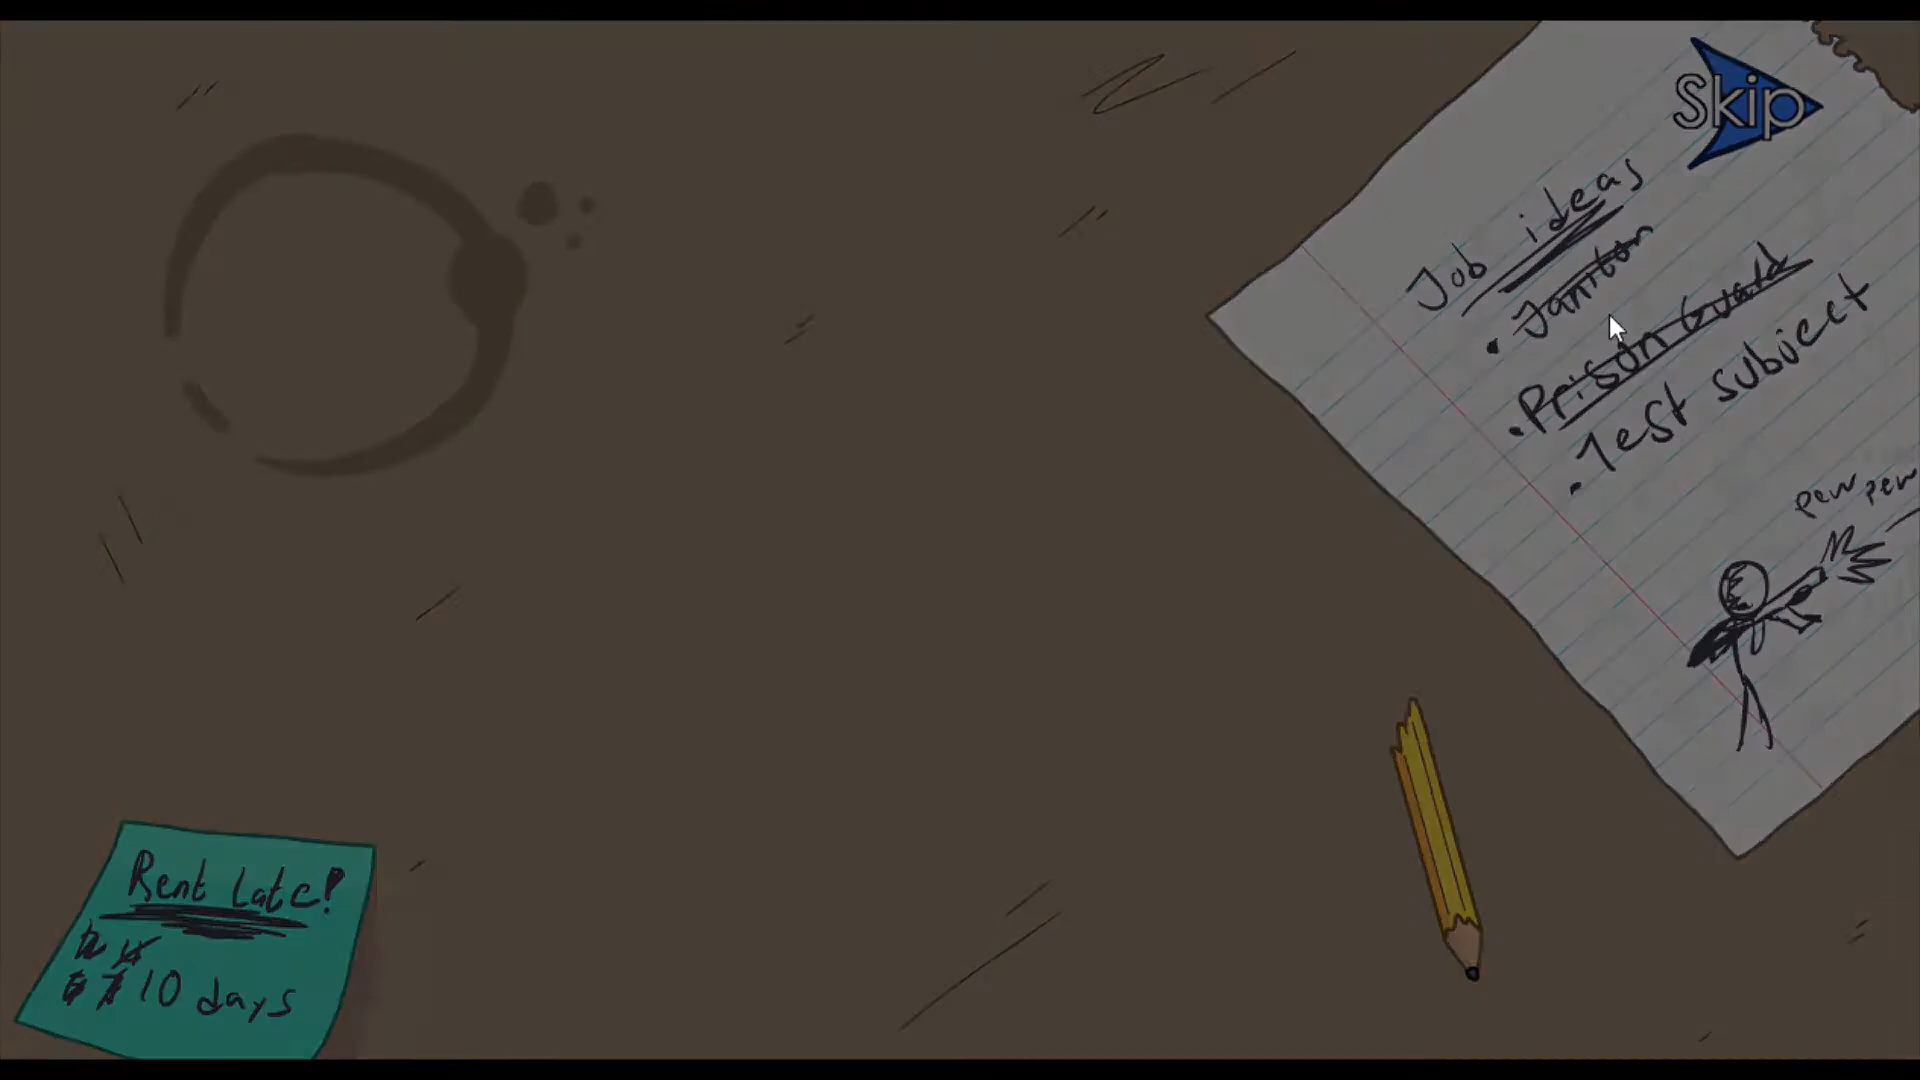 Skip
Job ideas
• Janitor
• Prison Guard
• Test subject
pew pew
Rent Late!
10 days